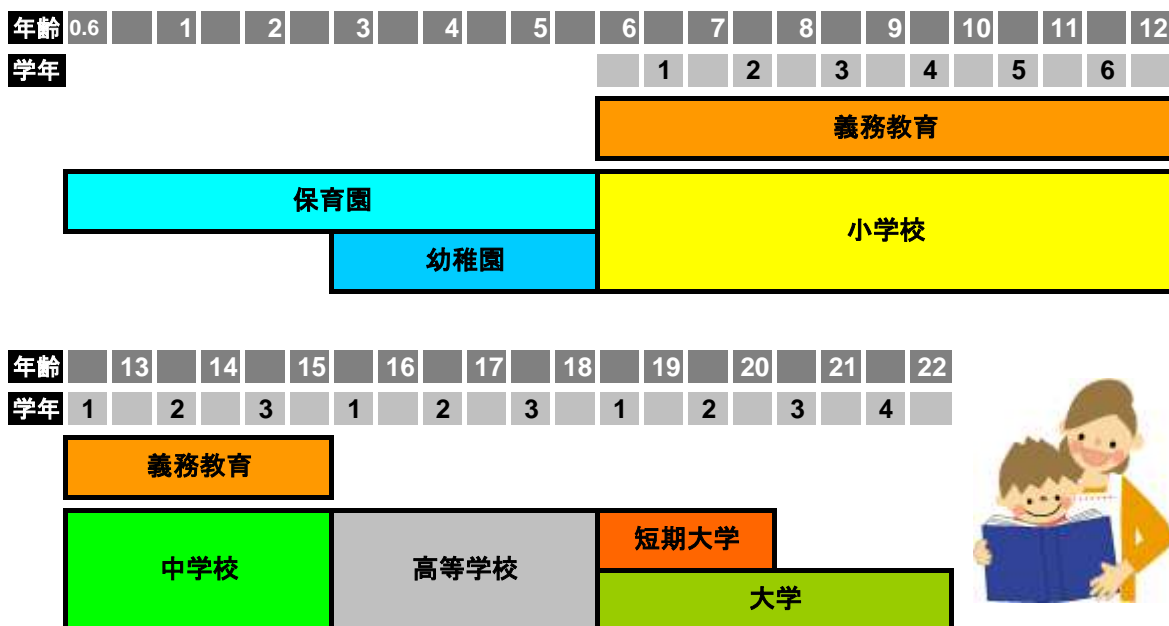 年齢 0.6 1 2 3 4 5 6 7 8 9 10 11 12
学年 1 2 3 4 5 6
義務教育
保育園
小学校
幼稚園
年齢 13 14 15 16 17 18 19 20 21 22
学年 1 2 3 1 2 3 1 2 3 4
義務教育
短期大学
中学校
高等学校
大学